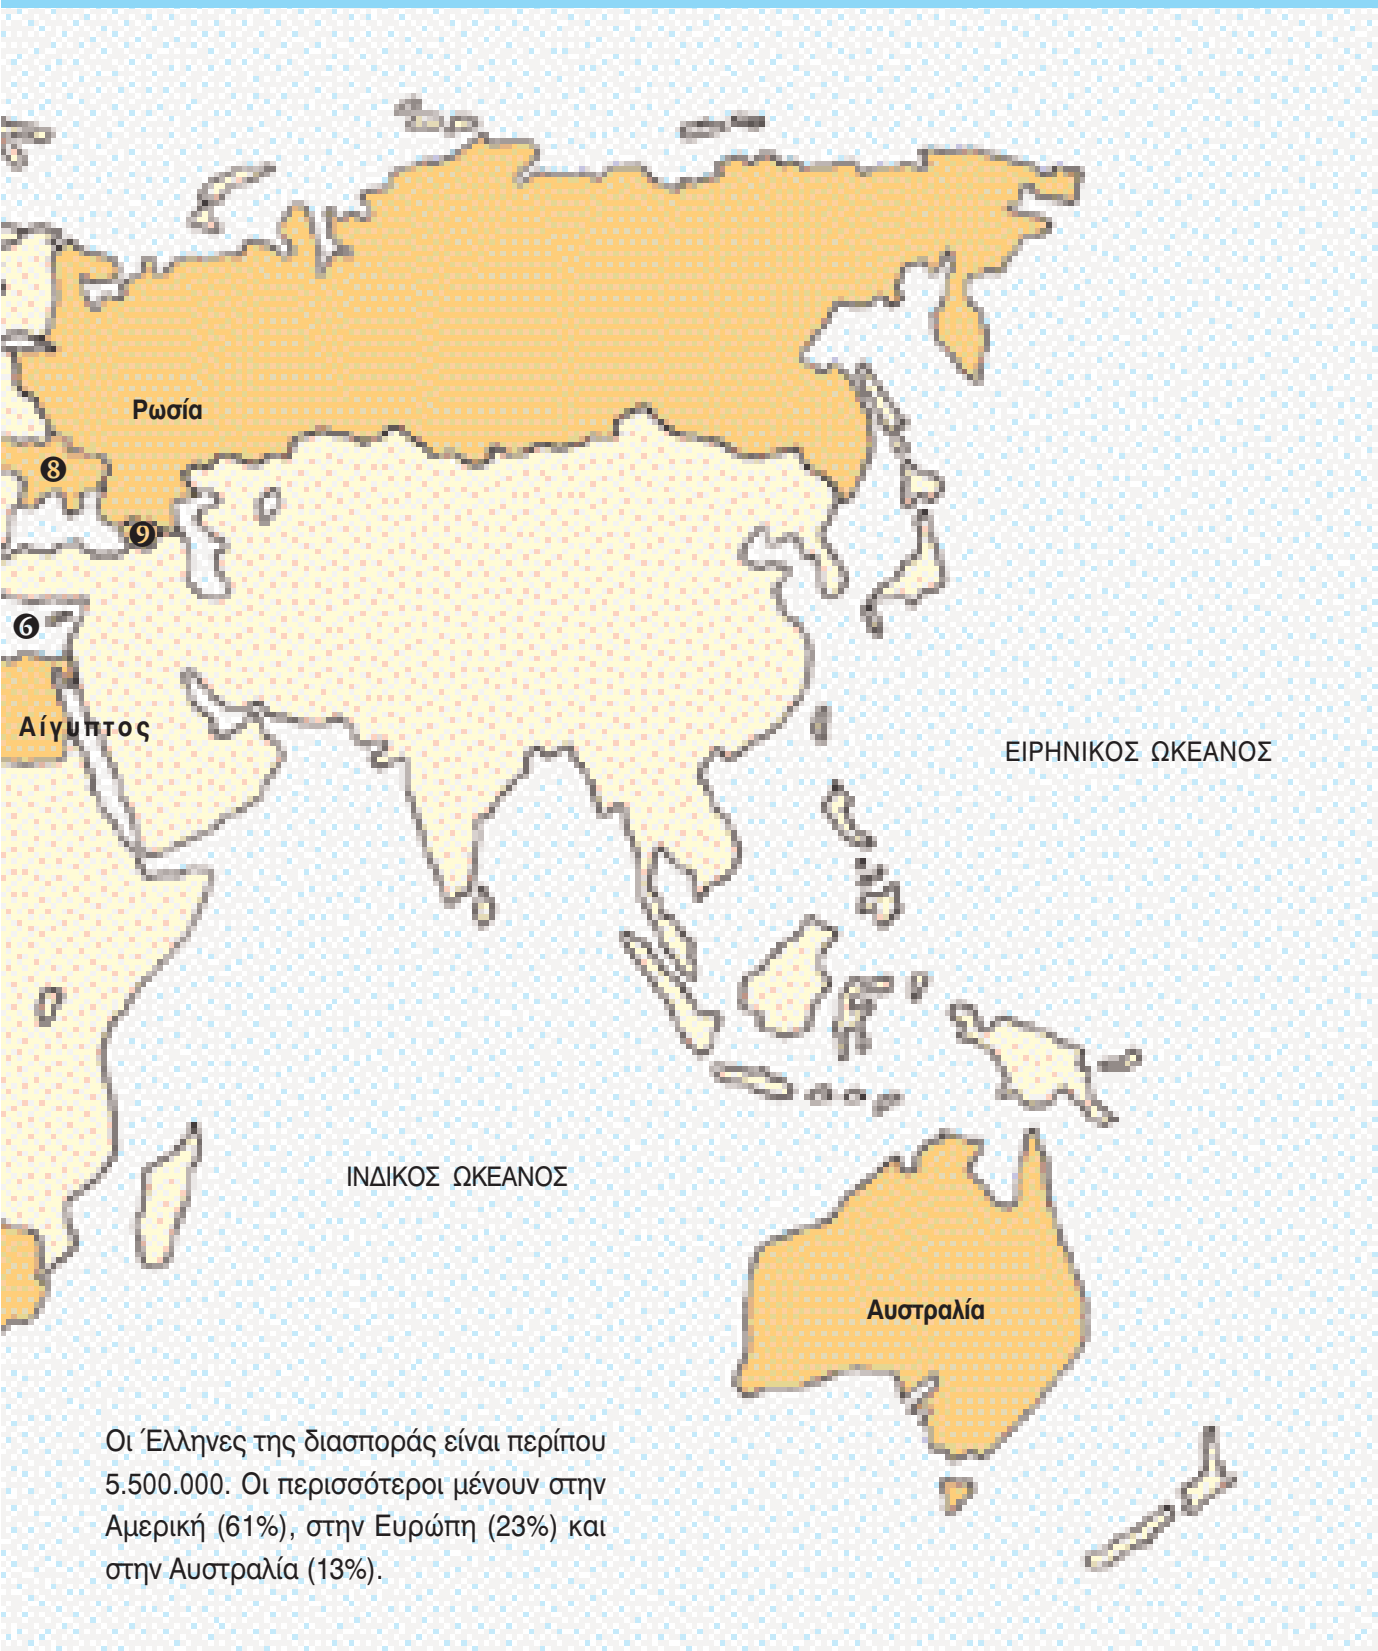 Ρωσία
❽
❾
❻
Αίγυπτος
ΕΙΡΗΝΙΚΟΣ ΩΚΕΑΝΟΣ
ΙΝΔΙΚΟΣ ΩΚΕΑΝΟΣ
Αυστραλία
Οι Έλληνες της διασποράς είναι περίπου
5.500.000. Οι περισσότεροι μένουν στην
Αμερική (61%), στην Ευρώπη (23%) και
στην Αυστραλία (13%).